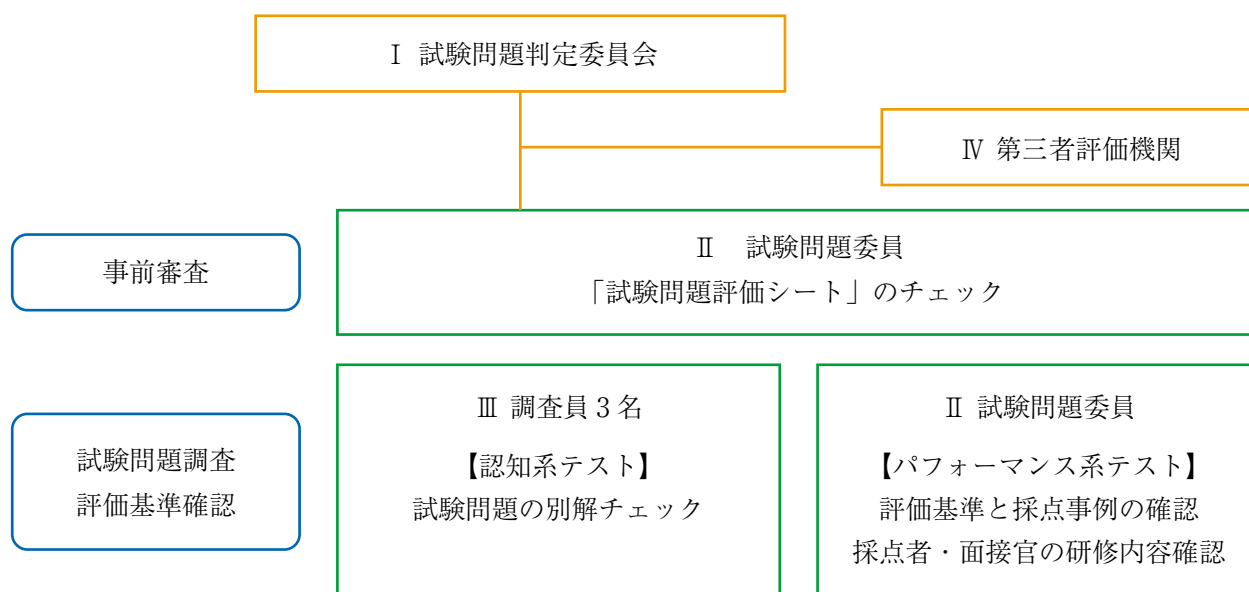 Ⅰ 試験問題判定委員会
Ⅳ 第三者評価機関
事前審査
Ⅱ 試験問題委員
「試験問題評価シート」のチェック
試験問題調査
評価基準確認
Ⅲ 調査員3名
【認知系テスト】
試験問題の別解チェック
Ⅱ 試験問題委員
【パフォーマンス系テスト】
評価基準と採点事例の確認
採点者・面接官の研修内容確認